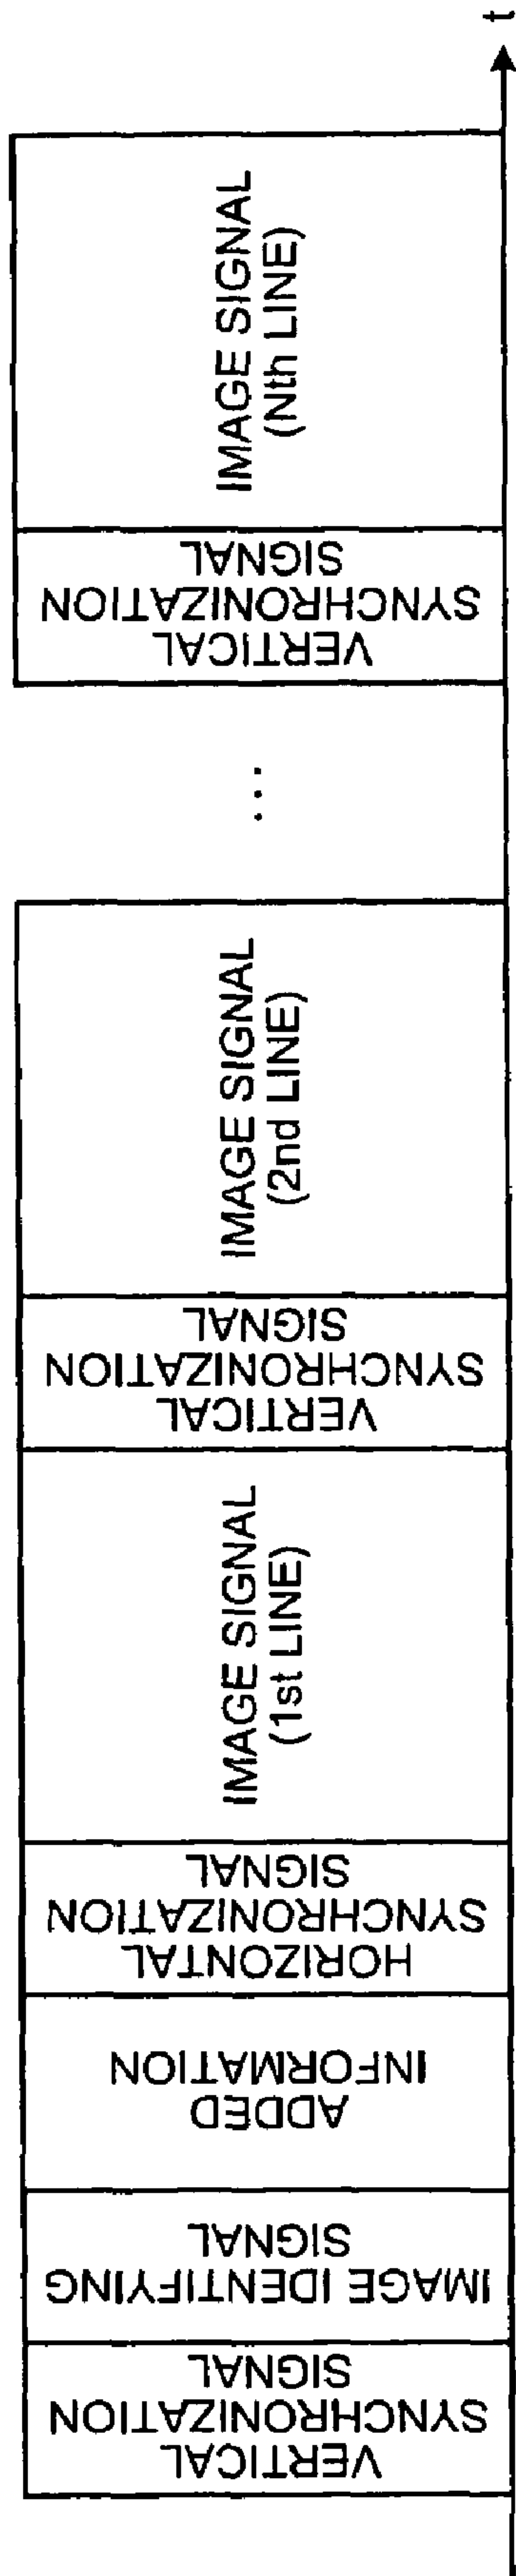 VERTICAL
SYNCHRONIZATION
SIGNAL
IMAGE IDENTIFYING
SIGNAL
ADDED
INFORMATION
HORIZONTAL
SYNCHRONIZATION
SIGNAL
IMAGE SIGNAL
(1st LINE)
VERTICAL
SYNCHRONIZATION
SIGNAL
IMAGE SIGNAL
(2nd LINE)
...
VERTICAL
SYNCHRONIZATION
SIGNAL
IMAGE SIGNAL
(Nth LINE)
t